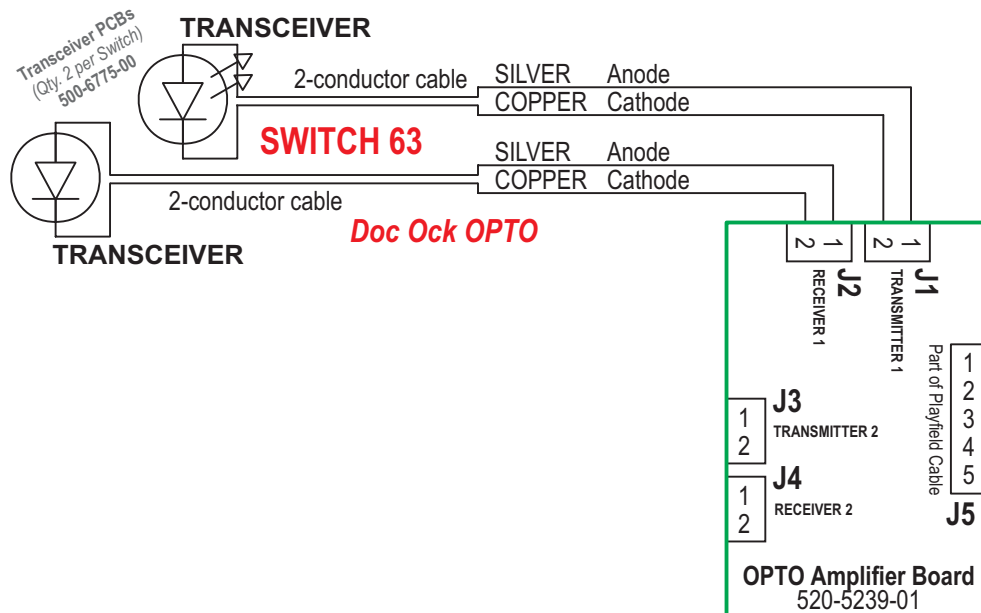 Transceiver PCBs
(Qty. 2 per Switch)
500-6775-00
TRANSCEIVER
2-conductor cable
SILVER Anode
COPPER Cathode
SWITCH 63
SILVER Anode
COPPER Cathode
2-conductor cable
TRANSCEIVER
Doc Ock OPTO
2 1
J2
RECEIVER 1
2 1
J1
TRANSMITTER 1
J3
1
2
TRANSMITTER 2
J4
1
2
RECEIVER 2
Part of Playfield Cable
1
2
3
4
5
J5
OPTO Amplifier Board
520-5239-01